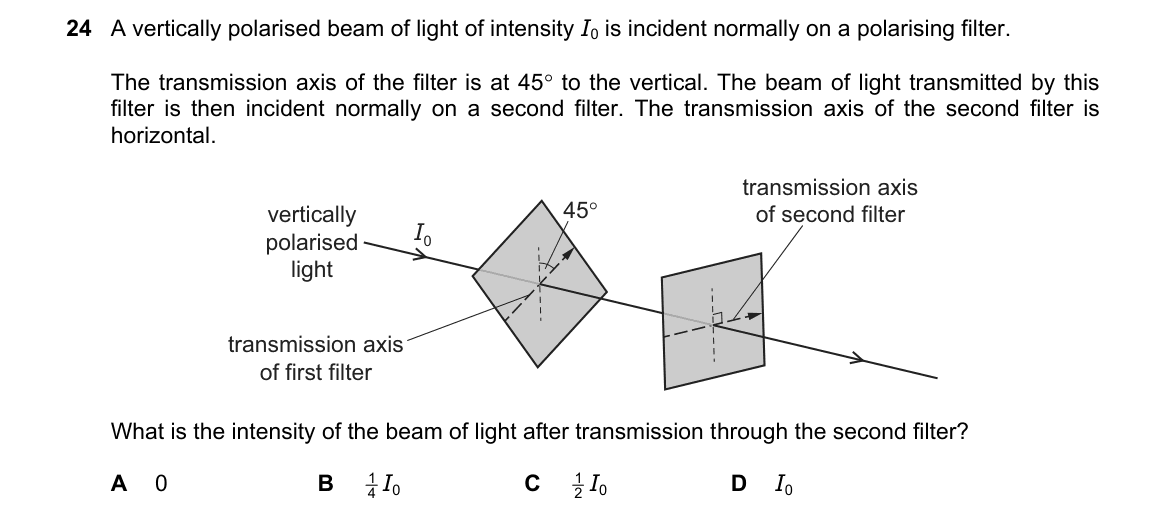 24 A vertically polarised beam of light of intensity I₀ is incident normally on a polarising filter.
The transmission axis of the filter is at 45° to the vertical. The beam of light transmitted by this
filter is then incident normally on a second filter. The transmission axis of the second filter is
horizontal.
transmission axis
of second filter
45°
vertically
polarised
light
I₀
transmission axis
of first filter
What is the intensity of the beam of light after transmission through the second filter?
A 0 B ¼ I₀ C ½ I₀ D I₀